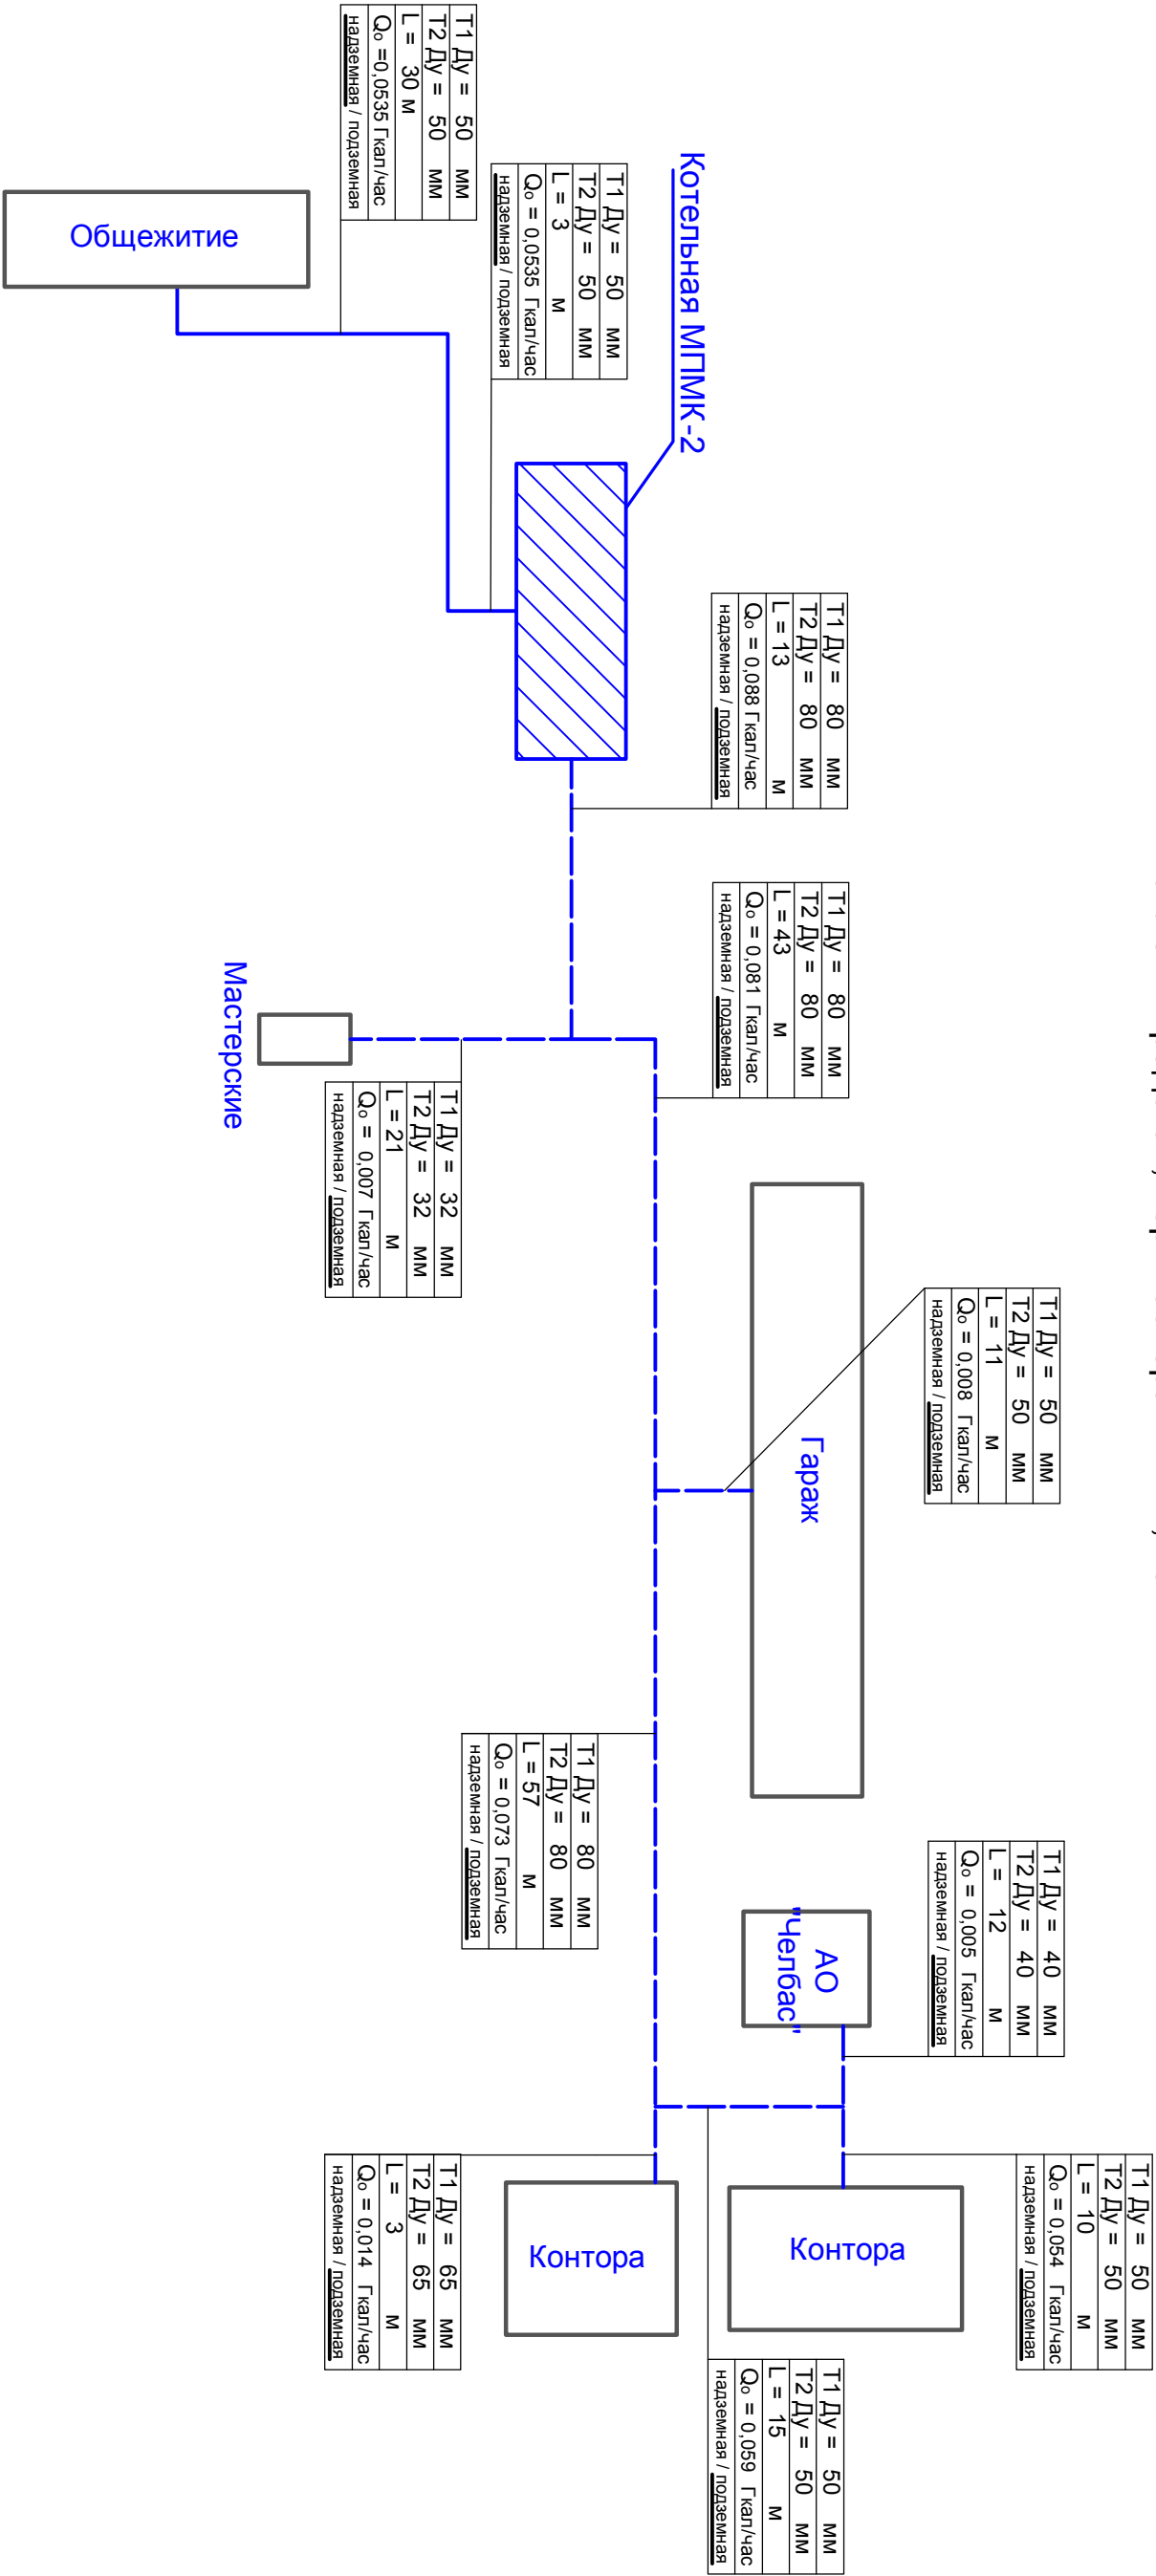 Т1 Ду = 50 мм
Т2 Ду = 50 мм
L = 30 м
Qо =0,0535 Гкал/час
надземная / подземная
Общежитие
Т1 Ду = 50 мм
Т2 Ду = 50 мм
L = 3 м
Qо = 0,0535 Гкал/час
надземная / подземная
Котельная МПМК-2
Т1 Ду = 80 мм
Т2 Ду = 80 мм
L = 13 м
Qо = 0,088 Гкал/час
надземная / подземная
Т1 Ду = 80 мм
Т2 Ду = 80 мм
L = 43 м
Qо = 0,081 Гкал/час
надземная / подземная
Мастерские
Т1 Ду = 32 мм
Т2 Ду = 32 мм
L = 21 м
Qо = 0,007 Гкал/час
надземная / подземная
Т1 Ду = 50 мм
Т2 Ду = 50 мм
L = 11 м
Qо = 0,008 Гкал/час
надземная / подземная
Гараж
Т1 Ду = 80 мм
Т2 Ду = 80 мм
L = 57 м
Qо = 0,073 Гкал/час
надземная / подземная
Т1 Ду = 40 мм
Т2 Ду = 40 мм
L = 12 м
Qо = 0,005 Гкал/час
надземная / подземная
АО
"Челбас"
Т1 Ду = 50 мм
Т2 Ду = 50 мм
L = 10 м
Qо = 0,054 Гкал/час
надземная / подземная
Контора
Контора
Т1 Ду = 65 мм
Т2 Ду = 65 мм
L = 3 м
Qо = 0,014 Гкал/час
надземная / подземная
Т1 Ду = 50 мм
Т2 Ду = 50 мм
L = 15 м
Qо = 0,059 Гкал/час
надземная / подземная